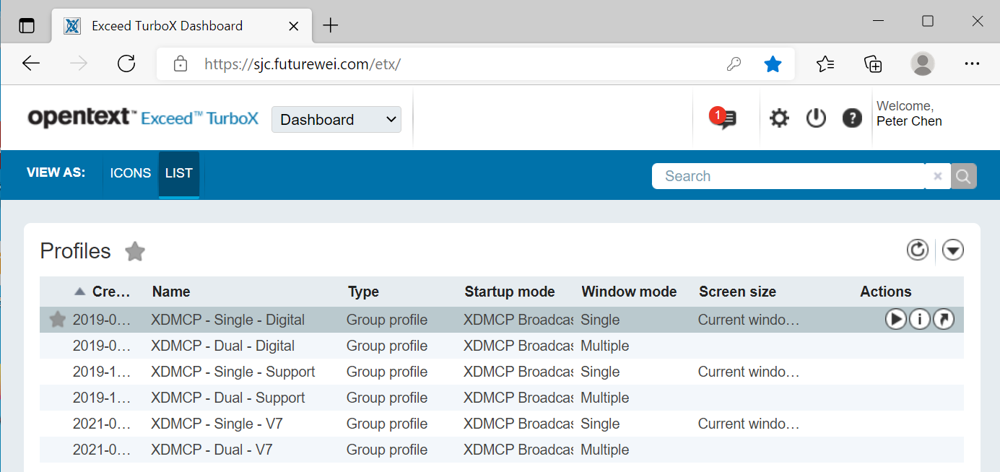 Exceed TurboX Dashboard
https://sjc.futurewei.com/etx/
opentext™ Exceed™ TurboX Dashboard 1 ? Welcome,
Peter Chen
VIEW AS: ICONS LIST Search
Profiles
Cre... Name Type Startup mode Window mode Screen size Actions
2019-0... XDMCP - Single - Digital Group profile XDMCP Broadcas Single Current windo...
2019-0... XDMCP - Dual - Digital Group profile XDMCP Broadcas Multiple
2019-1... XDMCP - Single - Support Group profile XDMCP Broadcas Single Current windo...
2019-1... XDMCP - Dual - Support Group profile XDMCP Broadcas Multiple
2021-0... XDMCP - Single - V7 Group profile XDMCP Broadcas Single Current windo...
2021-0... XDMCP - Dual - V7 Group profile XDMCP Broadcas Multiple